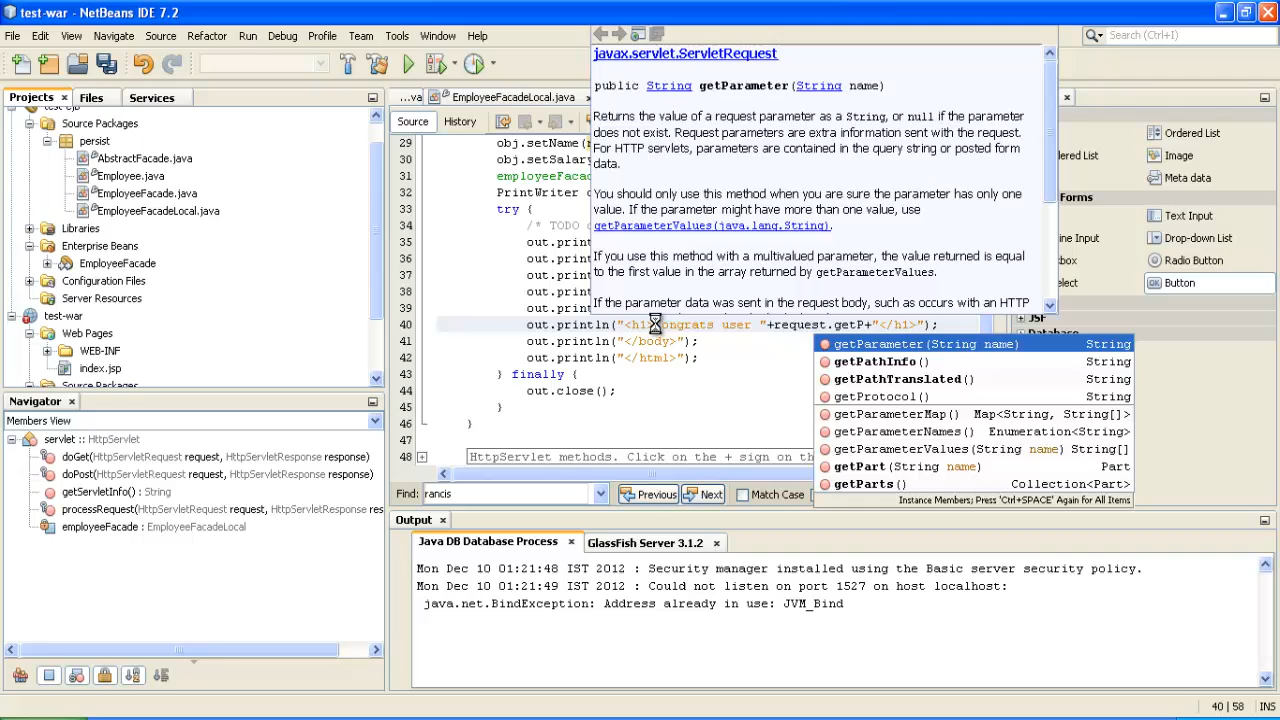 test-war - NetBeans IDE 7.2
File Edit View Navigate Source Refactor Run Debug Profile Team Tools Window Help
Search (Ctrl+I)
Projects Files Services
Source Packages
persist
AbstractFacade.java
Employee.java
EmployeeFacade.java
EmployeeFacadeLocal.java
Libraries
Enterprise Beans
EmployeeFacade
Configuration Files
Server Resources
test-war
Web Pages
WEB-INF
index.jsp
Source Packages
Navigator
Members View
servlet :: HttpServlet
doGet(HttpServletRequest request, HttpServletResponse response)
doPost(HttpServletRequest request, HttpServletResponse response)
getServletInfo() : String
processRequest(HttpServletRequest request, HttpServletResponse res
employeeFacade : EmployeeFacadeLocal
...va EmployeeFacadeLocal.java
Source History
29 obj.setName(
30 obj.setSalar
31 employeeFaca
32 PrintWriter o
33 try {
34 /* TODO o
35 out.print
36 out.print
37 out.print
38 out.print
39 out.print
40 out.println("<h1>Congrats user "+request.getP+"</h1>");
41 out.println("</body>");
42 out.println("</html>");
43 } finally {
44 out.close();
45 }
46 }
47
48 HttpServlet methods. Click on the + sign on th
Find: rancis Previous Next Match Case
javax.servlet.ServletRequest
public String getParameter(String name)
Returns the value of a request parameter as a String, or null if the parameter
does not exist. Request parameters are extra information sent with the request.
For HTTP servlets, parameters are contained in the query string or posted form
data.
You should only use this method when you are sure the parameter has only one
value. If the parameter might have more than one value, use
getParameterValues(java.lang.String).
If you use this method with a multivalued parameter, the value returned is equal
to the first value in the array returned by getParameterValues.
If the parameter data was sent in the request body, such as occurs with an HTTP
getParameter(String name) String
getPathInfo() String
getPathTranslated() String
getProtocol() String
getParameterMap() Map<String, String[]>
getParameterNames() Enumeration<String>
getParameterValues(String name) String[]
getPart(String name) Part
getParts() Collection<Part>
Instance Members; Press 'Ctrl+SPACE' Again for All Items
Ordered List
ered List Image
Meta data
Forms
Text Input
ine Input Drop-down List
box Radio Button
elect Button
JSF
Database
Output
Java DB Database Process GlassFish Server 3.1.2
Mon Dec 10 01:21:48 IST 2012 : Security manager installed using the Basic server security policy.
Mon Dec 10 01:21:49 IST 2012 : Could not listen on port 1527 on host localhost:
java.net.BindException: Address already in use: JVM_Bind
40 | 58 INS